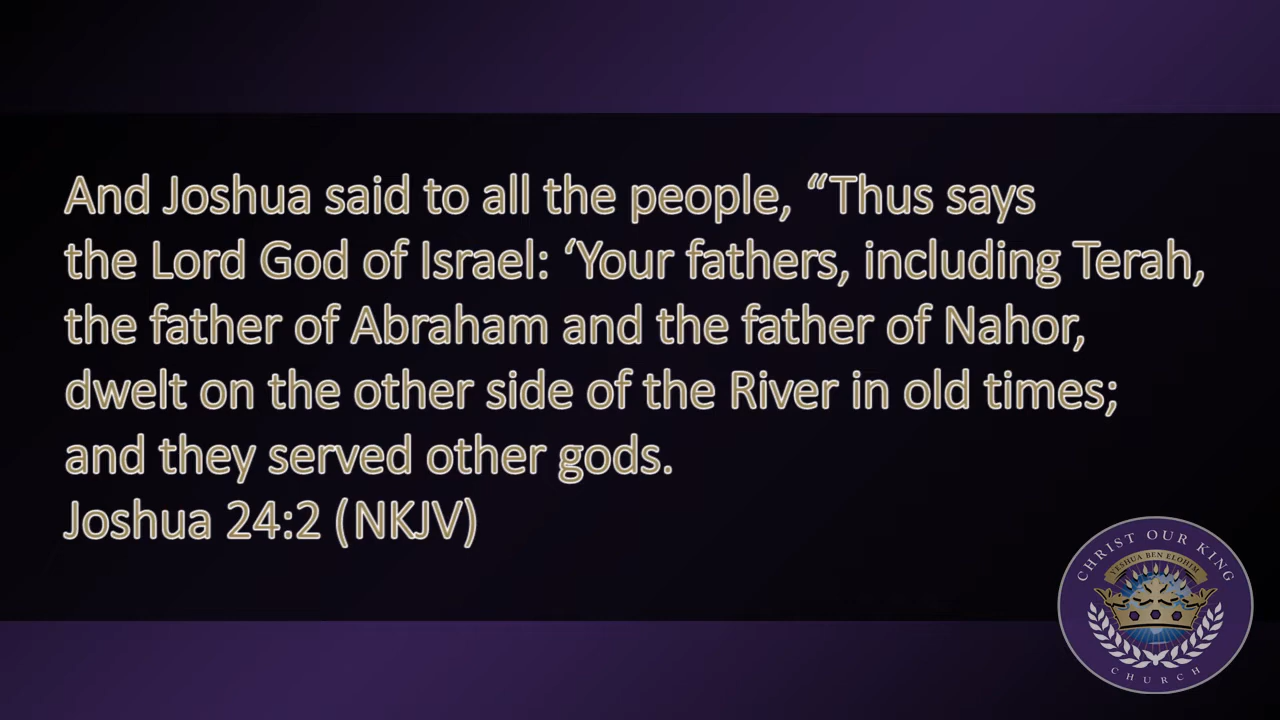 And Joshua said to all the people, “Thus says
the Lord God of Israel: ‘Your fathers, including Terah,
the father of Abraham and the father of Nahor,
dwelt on the other side of the River in old times;
and they served other gods.
Joshua 24:2 (NKJV)
CHRIST OUR KING
YESHUA BEN ELOHIM
CHURCH